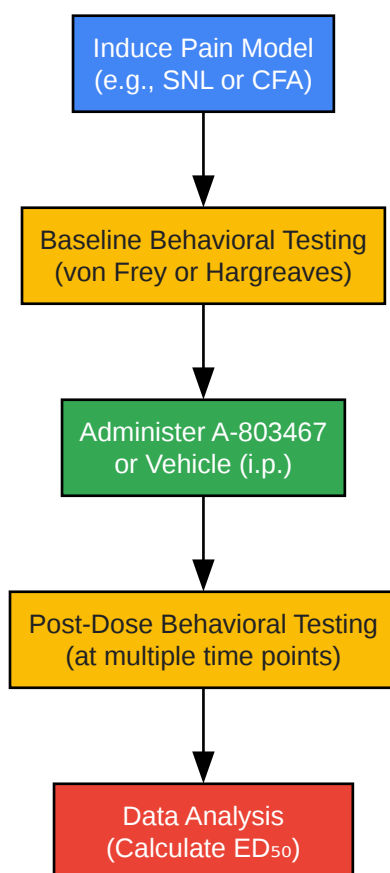 Induce Pain Model
(e.g., SNL or CFA)
Baseline Behavioral Testing
(von Frey or Hargreaves)
Administer A-803467
or Vehicle (i.p.)
Post-Dose Behavioral Testing
(at multiple time points)
Data Analysis
(Calculate ED₅₀)